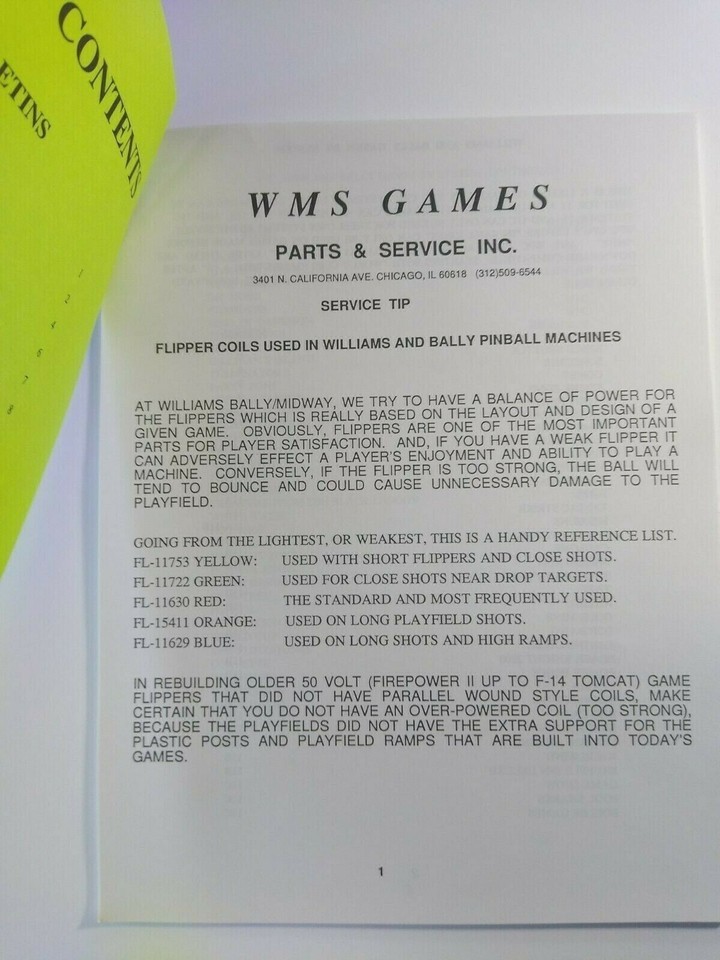 CONTENTS
ETINS
1
2
4
6
7
8
WMS GAMES
PARTS & SERVICE INC.
3401 N. CALIFORNIA AVE. CHICAGO, IL 60618 (312)509-6544
SERVICE TIP
FLIPPER COILS USED IN WILLIAMS AND BALLY PINBALL MACHINES
AT WILLIAMS BALLY/MIDWAY, WE TRY TO HAVE A BALANCE OF POWER FOR
THE FLIPPERS WHICH IS REALLY BASED ON THE LAYOUT AND DESIGN OF A
GIVEN GAME. OBVIOUSLY, FLIPPERS ARE ONE OF THE MOST IMPORTANT
PARTS FOR PLAYER SATISFACTION. AND, IF YOU HAVE A WEAK FLIPPER IT
CAN ADVERSELY EFFECT A PLAYER'S ENJOYMENT AND ABILITY TO PLAY A
MACHINE. CONVERSELY, IF THE FLIPPER IS TOO STRONG, THE BALL WILL
TEND TO BOUNCE AND COULD CAUSE UNNECESSARY DAMAGE TO THE
PLAYFIELD.
GOING FROM THE LIGHTEST, OR WEAKEST, THIS IS A HANDY REFERENCE LIST.
FL-11753 YELLOW: USED WITH SHORT FLIPPERS AND CLOSE SHOTS.
FL-11722 GREEN: USED FOR CLOSE SHOTS NEAR DROP TARGETS.
FL-11630 RED: THE STANDARD AND MOST FREQUENTLY USED.
FL-15411 ORANGE: USED ON LONG PLAYFIELD SHOTS.
FL-11629 BLUE: USED ON LONG SHOTS AND HIGH RAMPS.
IN REBUILDING OLDER 50 VOLT (FIREPOWER II UP TO F-14 TOMCAT) GAME
FLIPPERS THAT DID NOT HAVE PARALLEL WOUND STYLE COILS, MAKE
CERTAIN THAT YOU DO NOT HAVE AN OVER-POWERED COIL (TOO STRONG),
BECAUSE THE PLAYFIELDS DID NOT HAVE THE EXTRA SUPPORT FOR THE
PLASTIC POSTS AND PLAYFIELD RAMPS THAT ARE BUILT INTO TODAY'S
GAMES.
1